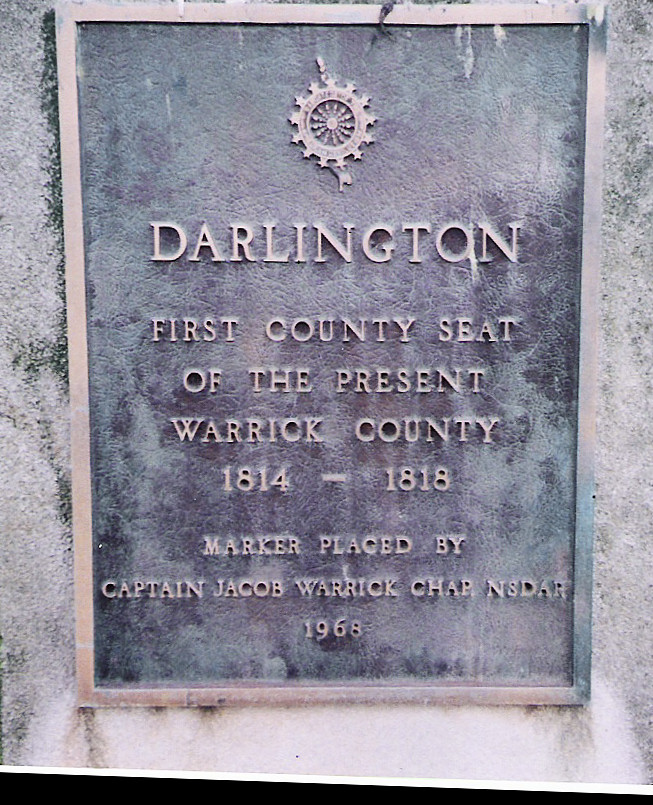 DARLINGTON
FIRST COUNTY SEAT
OF THE PRESENT
WARRICK COUNTY
1814 – 1818
MARKER PLACED BY
CAPTAIN JACOB WARRICK CHAP. NSDAR
1968